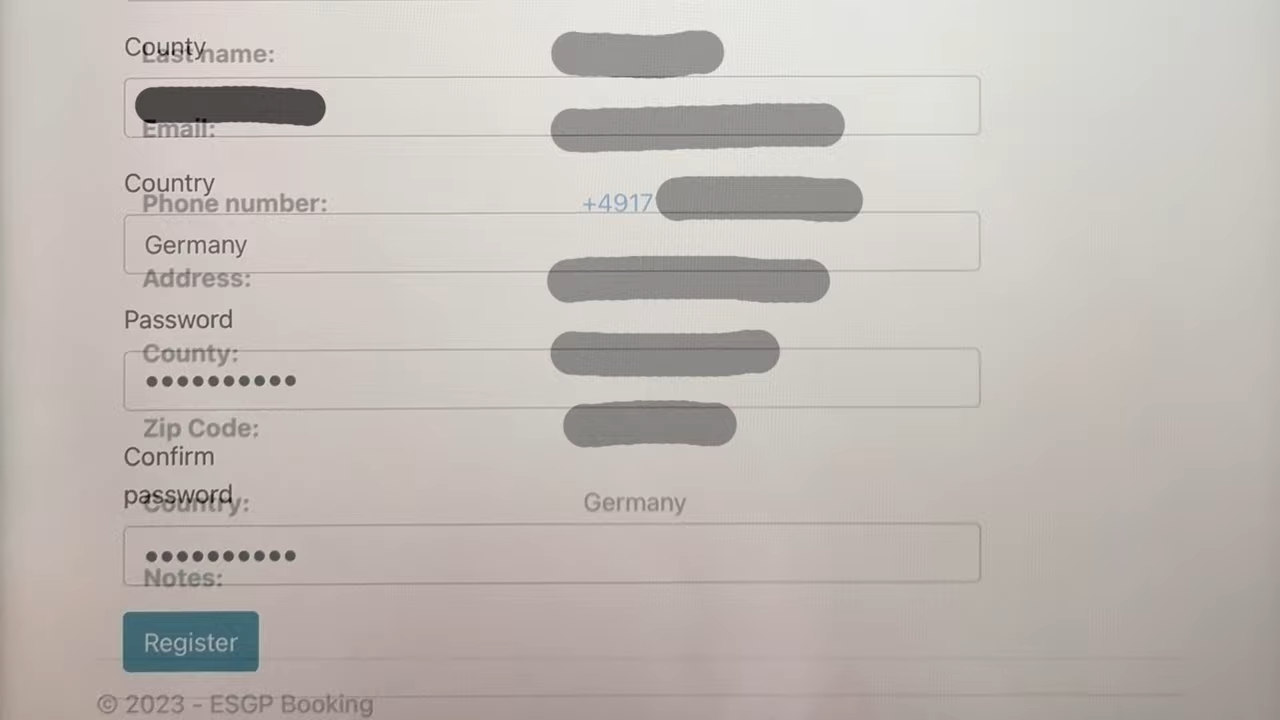 County
Last name:
Email:
Country
Phone number: +4917
Germany
Address:
Password
County:
••••••••••
Zip Code:
Confirm
password
Country: Germany
••••••••••
Notes:
Register
© 2023 - ESGP Booking